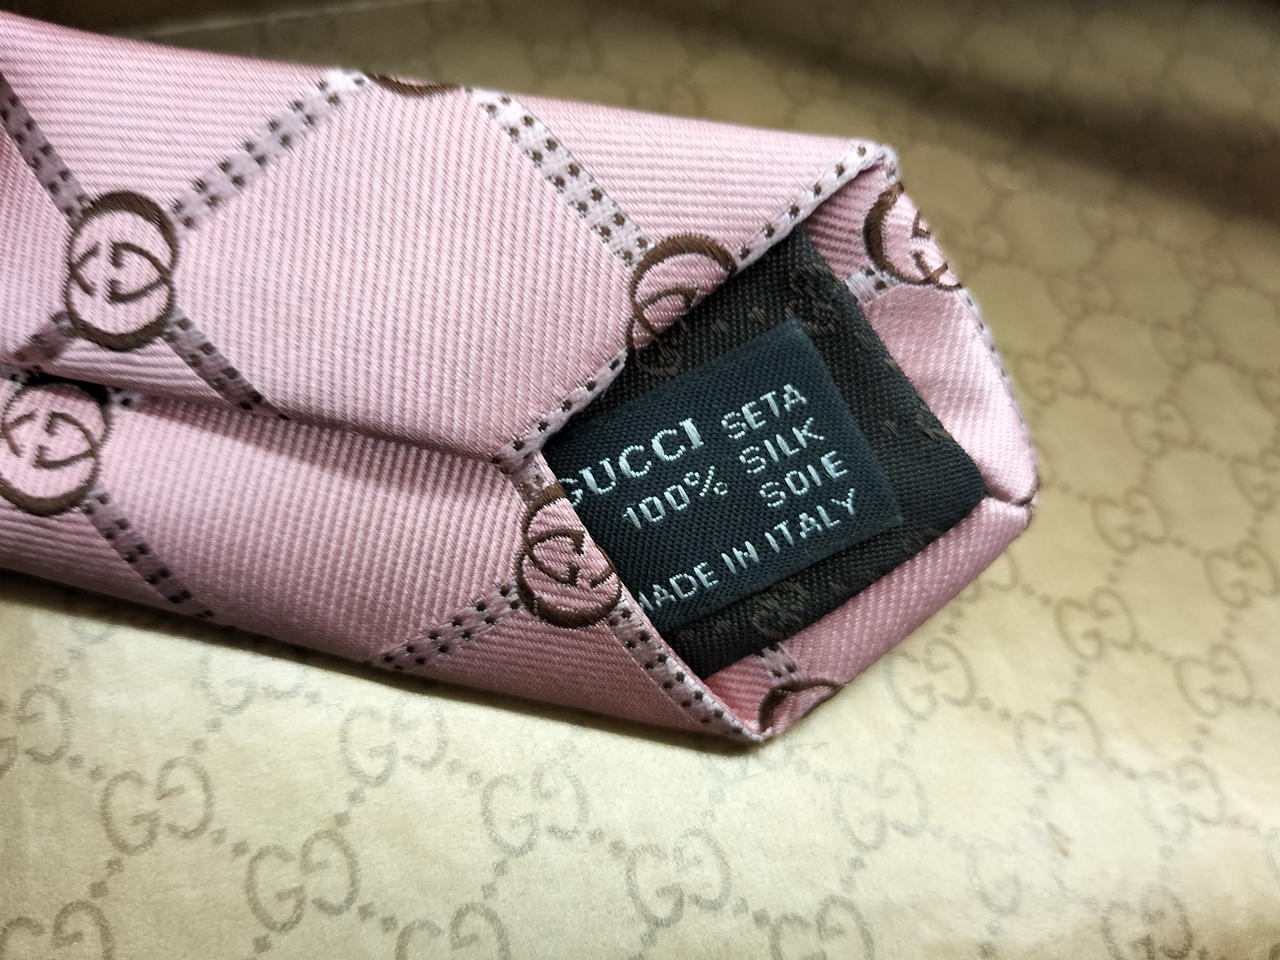 GUCCI SETA
100% SILK
SOIE
MADE IN ITALY